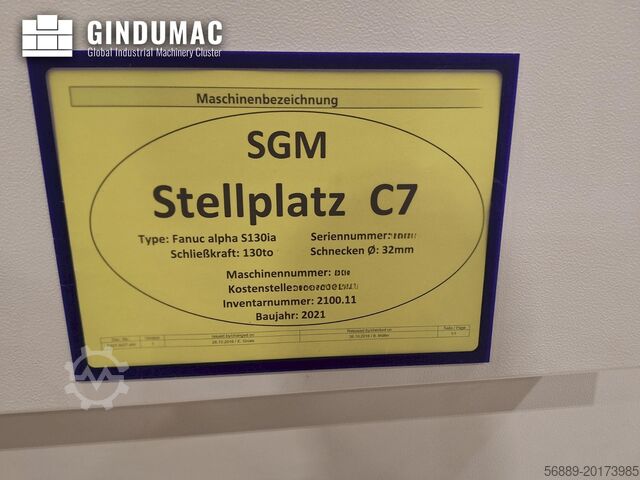 GINDUMAC
Global Industrial Machinery Cluster
Maschinenbezeichnung
SGM
Stellplatz C7
Type: Fanuc alpha S130ia Seriennummer:
Schließkraft: 130to Schnecken Ø: 32mm
Maschinennummer:
Kostenstelle:
Inventarnummer: 2100.11
Baujahr: 2021
56889-20173985